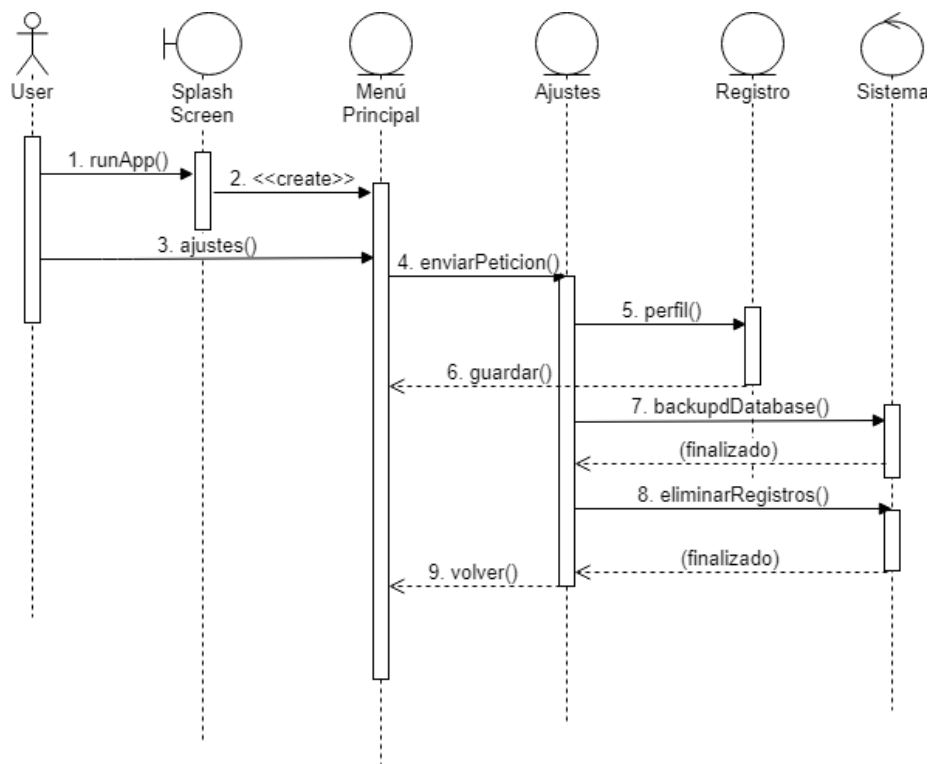 User
Splash
Screen
Menú
Principal
Ajustes
Registro
Sistema
1. runApp()
2. <<create>>
3. ajustes()
4. enviarPeticion()
5. perfil()
6. guardar()
7. backupdDatabase()
(finalizado)
8. eliminarRegistros()
(finalizado)
9. volver()